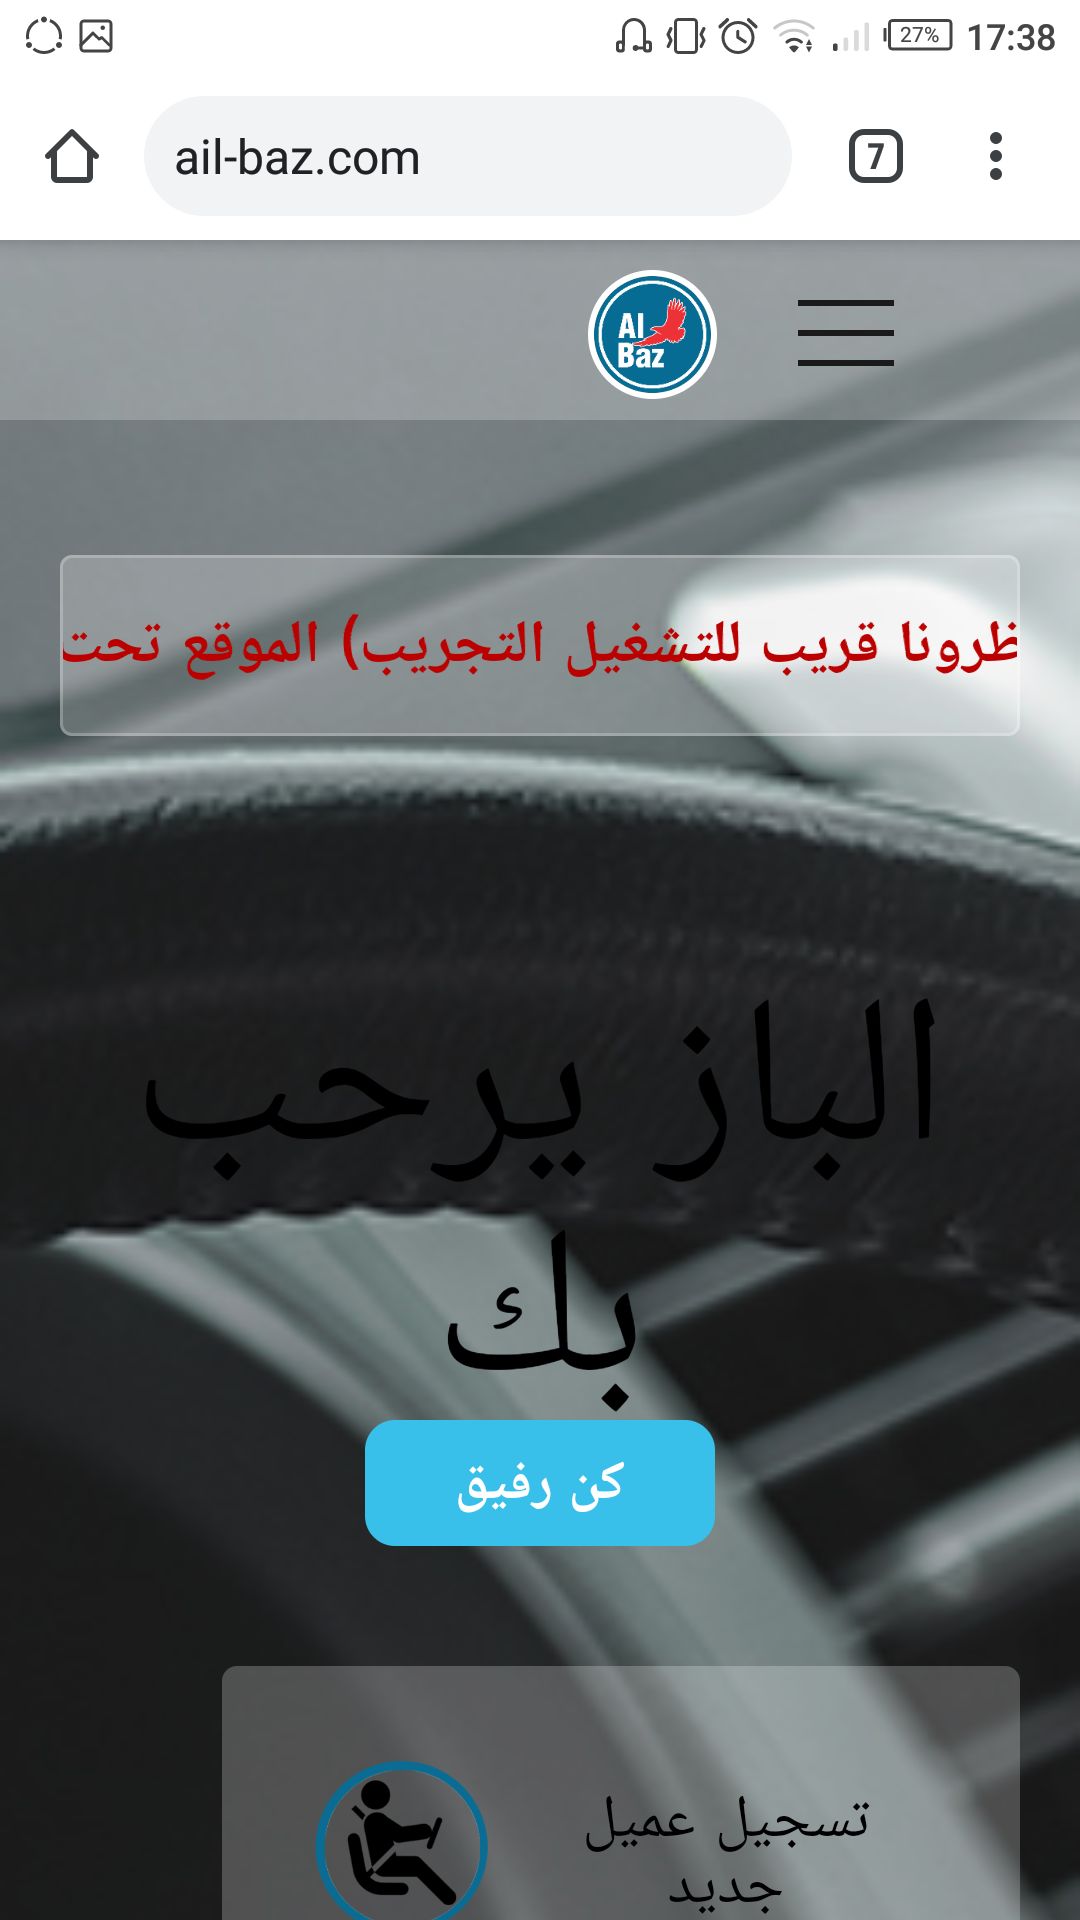 27%
17:38
ail-baz.com
7
Al
Baz
ظرونا قريب للتشغيل التجريب) الموقع تحت
الباز يرحب
بك
كن رفيق
تسجيل عميل
جديد